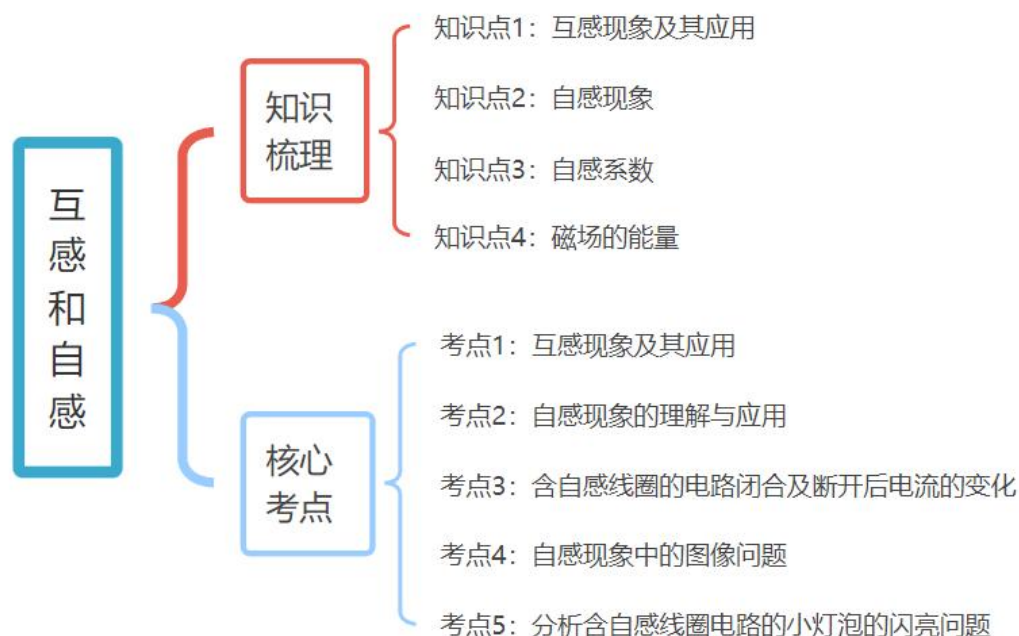 互感和自感
知识
梳理
知识点1：互感现象及其应用
知识点2：自感现象
知识点3：自感系数
知识点4：磁场的能量
核心
考点
考点1：互感现象及其应用
考点2：自感现象的理解与应用
考点3：含自感线圈的电路闭合及断开后电流的变化
考点4：自感现象中的图像问题
考点5：分析含自感线圈电路的小灯泡的闪亮问题